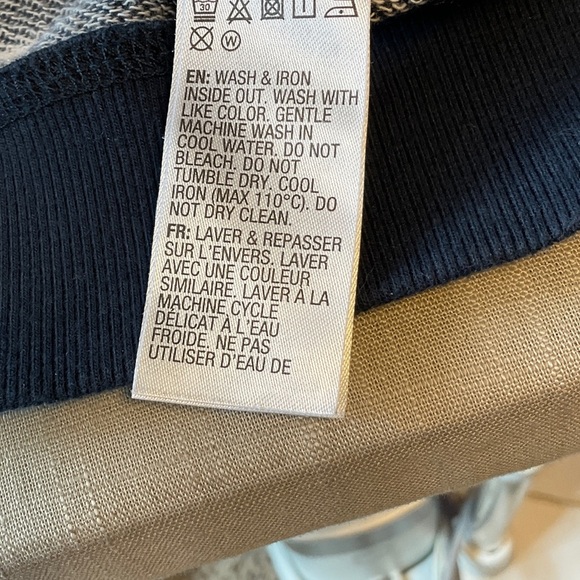 30
W
EN: WASH & IRON
INSIDE OUT. WASH WITH
LIKE COLOR. GENTLE
MACHINE WASH IN
COOL WATER. DO NOT
BLEACH. DO NOT
TUMBLE DRY. COOL
IRON (MAX 110°C). DO
NOT DRY CLEAN.
FR: LAVER & REPASSER
SUR L'ENVERS. LAVER
AVEC UNE COULEUR
SIMILAIRE. LAVER À LA
MACHINE CYCLE
DÉLICAT À L'EAU
FROIDE. NE PAS
UTILISER D'EAU DE